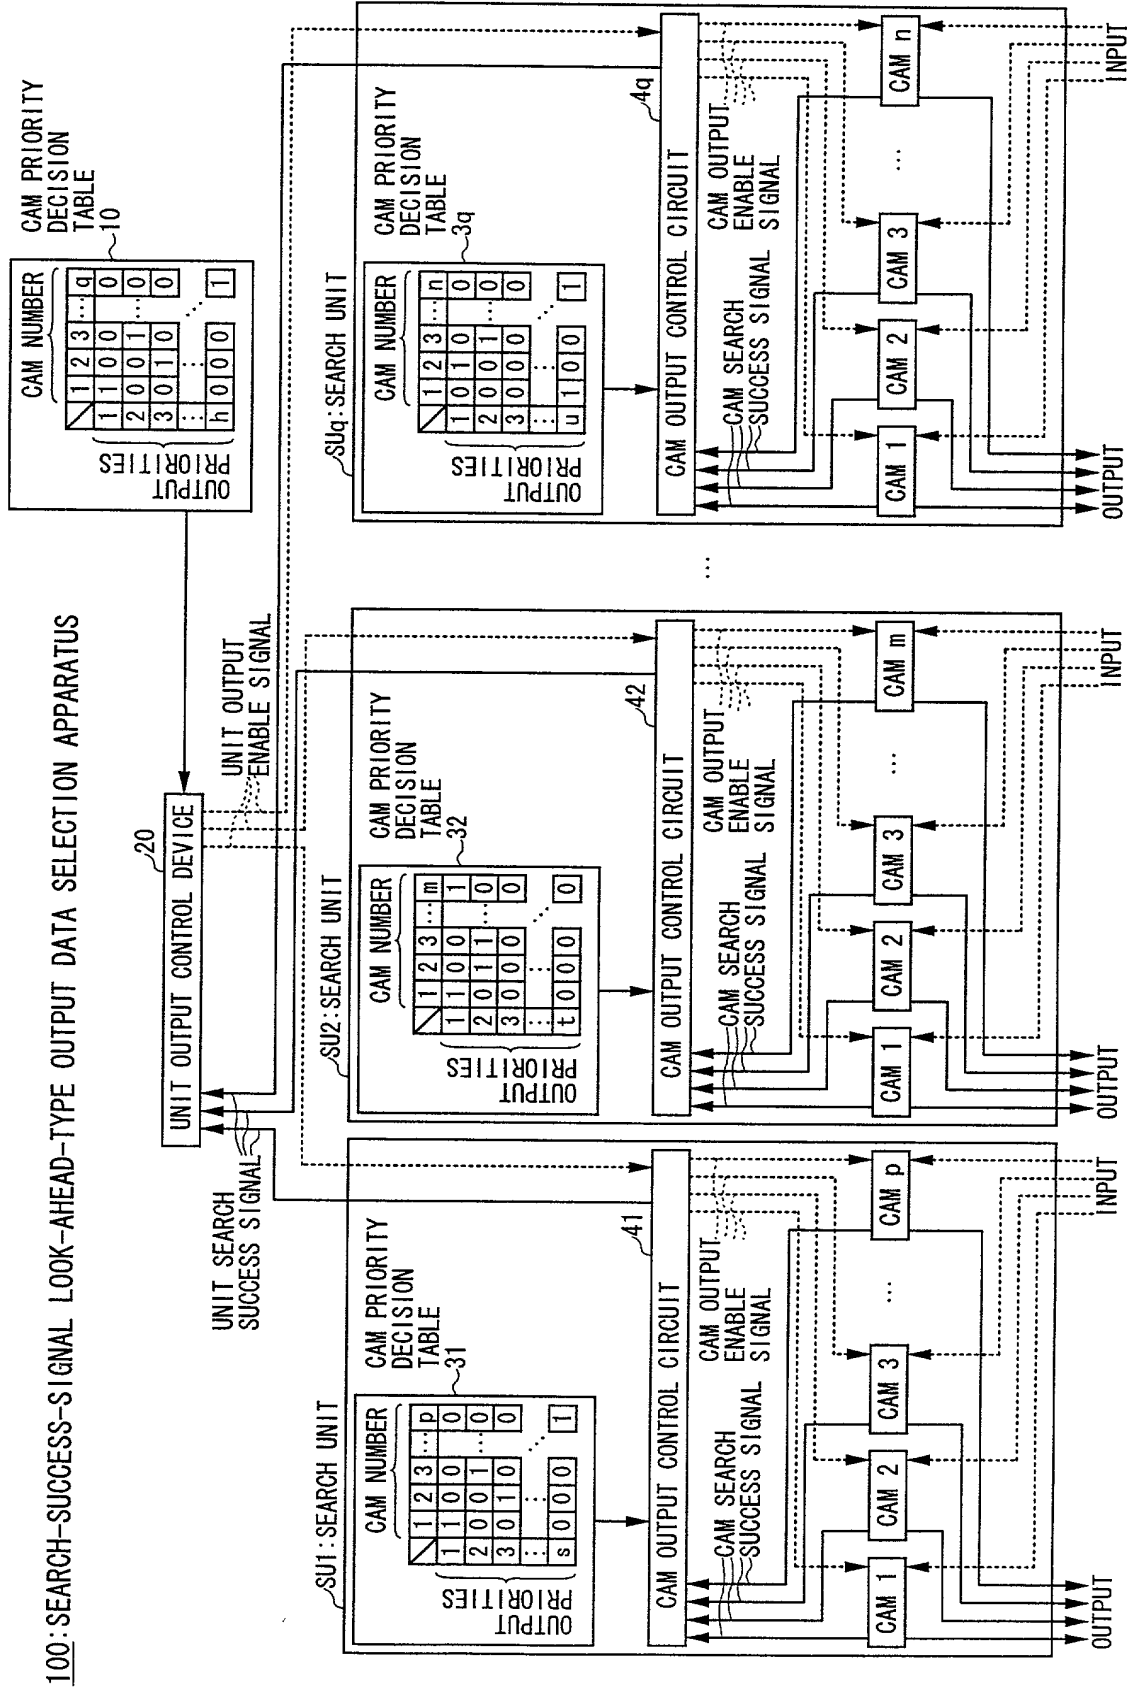 100:SEARCH-SUCCESS-SIGNAL LOOK-AHEAD-TYPE OUTPUT DATA SELECTION APPARATUS
CAM PRIORITY
DECISION
TABLE
10
CAM NUMBER
OUTPUT
PRIORITIES
1 2 3 … q
1 1 0 0 0
2 0 0 1 … 0
3 0 1 0 0
⋮ ⋮ ⋰
h 0 0 0 1
20
UNIT OUTPUT CONTROL DEVICE
UNIT SEARCH
SUCCESS SIGNAL
UNIT OUTPUT
ENABLE SIGNAL
SU1:SEARCH UNIT
CAM NUMBER
OUTPUT
PRIORITIES
1 2 3 … p
1 1 0 0 0
2 0 0 1 … 0
3 0 1 0 0
⋮ ⋮ ⋰
s 0 0 0 1
CAM PRIORITY
DECISION
TABLE
31
41
CAM OUTPUT CONTROL CIRCUIT
CAM SEARCH
SUCCESS SIGNAL
CAM OUTPUT
ENABLE
SIGNAL
CAM 1
CAM 2
CAM 3
…
CAM p
OUTPUT
INPUT
SU2:SEARCH UNIT
CAM NUMBER
OUTPUT
PRIORITIES
1 2 3 … m
1 1 0 0 1
2 0 1 1 … 0
3 0 0 0 0
⋮ ⋮ ⋰
t 0 0 0 0
CAM PRIORITY
DECISION
TABLE
32
42
CAM OUTPUT CONTROL CIRCUIT
CAM SEARCH
SUCCESS SIGNAL
CAM OUTPUT
ENABLE
SIGNAL
CAM 1
CAM 2
CAM 3
…
CAM m
OUTPUT
INPUT
…
SUq:SEARCH UNIT
CAM NUMBER
OUTPUT
PRIORITIES
1 2 3 … n
1 0 1 0 0
2 0 0 1 … 0
3 0 0 0 0
⋮ ⋮ ⋰
u 1 0 0 1
CAM PRIORITY
DECISION
TABLE
3q
4q
CAM OUTPUT CONTROL CIRCUIT
CAM SEARCH
SUCCESS SIGNAL
CAM OUTPUT
ENABLE
SIGNAL
CAM 1
CAM 2
CAM 3
…
CAM n
OUTPUT
INPUT